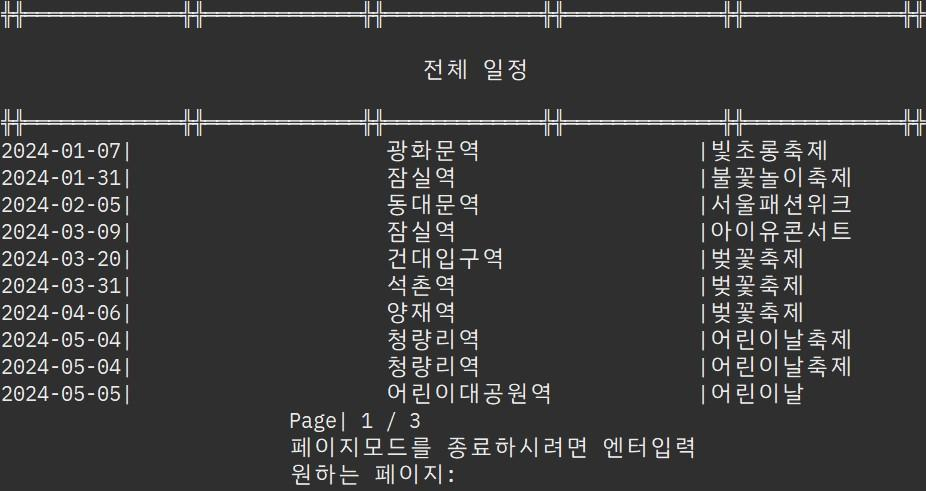 전체 일정
2024-01-07| 광화문역 |빛초롱축제
2024-01-31| 잠실역 |불꽃놀이축제
2024-02-05| 동대문역 |서울패션위크
2024-03-09| 잠실역 |아이유콘서트
2024-03-20| 건대입구역 |벚꽃축제
2024-03-31| 석촌역 |벚꽃축제
2024-04-06| 양재역 |벚꽃축제
2024-05-04| 청량리역 |어린이날축제
2024-05-04| 청량리역 |어린이날축제
2024-05-05| 어린이대공원역 |어린이날
Page| 1 / 3
페이지모드를 종료하시려면 엔터입력
원하는 페이지: